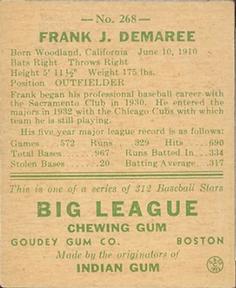 —No. 268—
FRANK J. DEMAREE
Born Woodland, California June 10, 1910
Bats Right Throws Right
Height 5' 11½" Weight 175 lbs.
Position OUTFIELDER
Frank began his professional baseball career with
the Sacramento Club in 1930. He entered the
majors in 1932 with the Chicago Cubs with which
team he is still playing.
His five year major league record is as follows:
Games 572 Runs 329 Hits 690
Total Bases 967 Runs Batted in 334
Stolen Bases 20 Batting Average .317
This is one of a series of 312 Baseball Stars
BIG LEAGUE
CHEWING GUM
GOUDEY GUM CO. BOSTON
Made by the originators of
INDIAN GUM